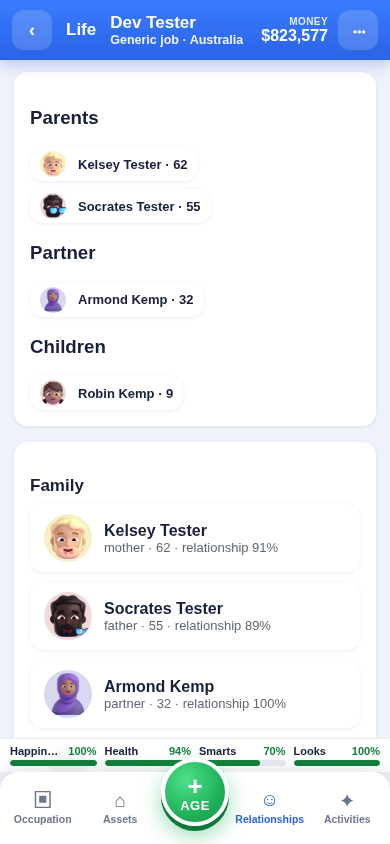 Life
Dev Tester
Generic job · Australia
MONEY
$823,577
Parents
Kelsey Tester · 62
Socrates Tester · 55
Partner
Armond Kemp · 32
Children
Robin Kemp · 9
Family
Kelsey Tester
mother · 62 · relationship 91%
Socrates Tester
father · 55 · relationship 89%
Armond Kemp
partner · 32 · relationship 100%
Happin... 100% Health 94% Smarts 70% Looks 100%
+
AGE
Occupation Assets Relationships Activities